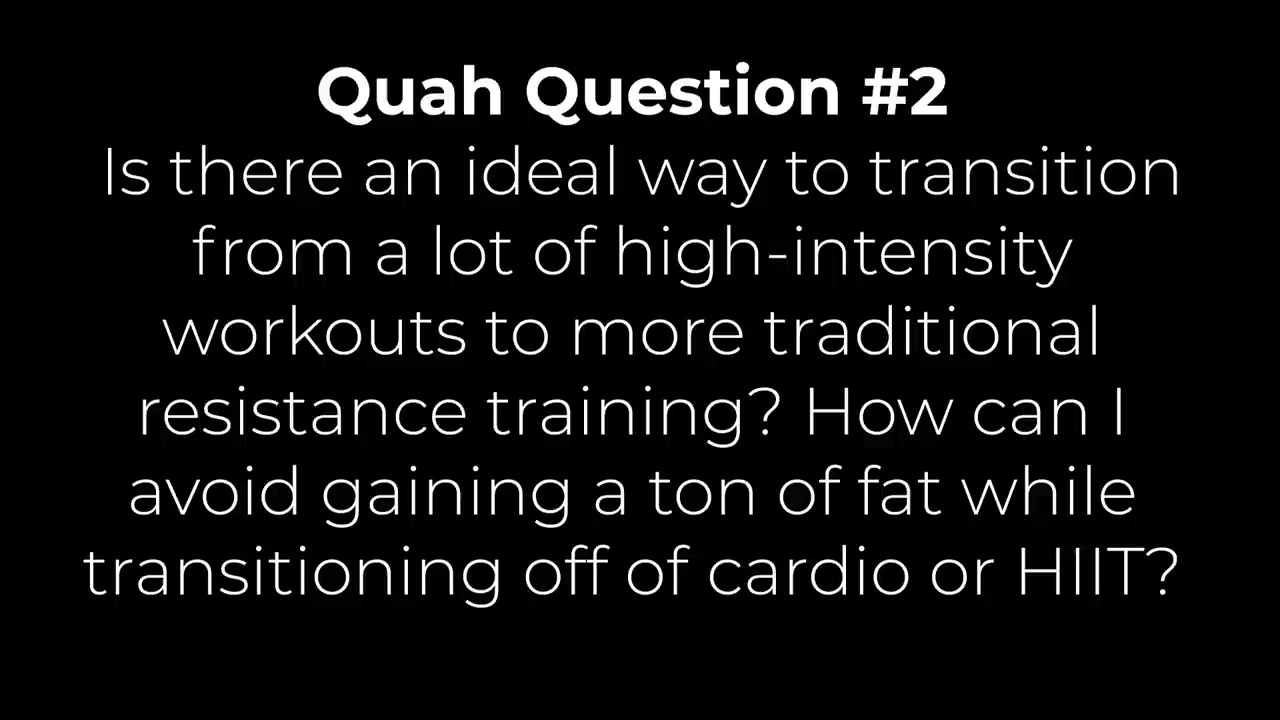 Quah Question #2
Is there an ideal way to transition
from a lot of high-intensity
workouts to more traditional
resistance training? How can I
avoid gaining a ton of fat while
transitioning off of cardio or HIIT?